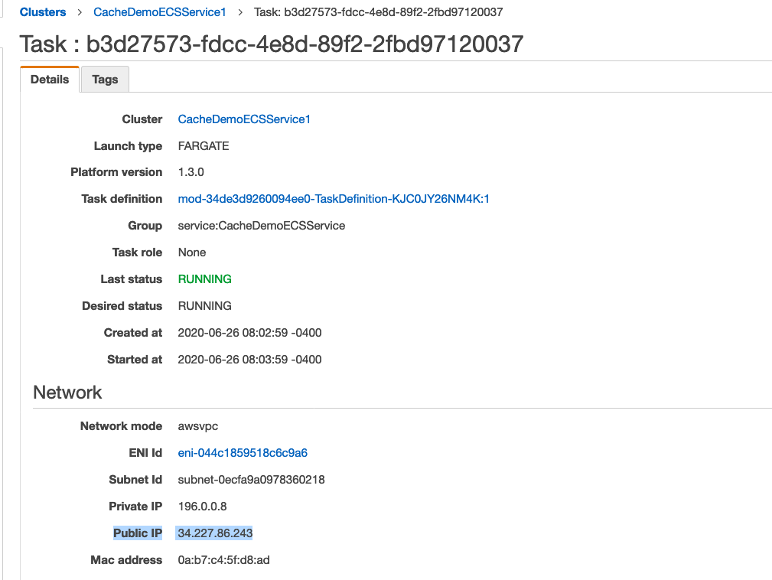 Clusters > CacheDemoECSService1 > Task: b3d27573-fdcc-4e8d-89f2-2fbd97120037
Task : b3d27573-fdcc-4e8d-89f2-2fbd97120037
Details Tags
Cluster CacheDemoECSService1
Launch type FARGATE
Platform version 1.3.0
Task definition mod-34de3d9260094ee0-TaskDefinition-KJC0JY26NM4K:1
Group service:CacheDemoECSService
Task role None
Last status RUNNING
Desired status RUNNING
Created at 2020-06-26 08:02:59 -0400
Started at 2020-06-26 08:03:59 -0400
Network
Network mode awsvpc
ENI Id eni-044c1859518c6c9a6
Subnet Id subnet-0ecfa9a0978360218
Private IP 196.0.0.8
Public IP 34.227.86.243
Mac address 0a:b7:c4:5f:d8:ad